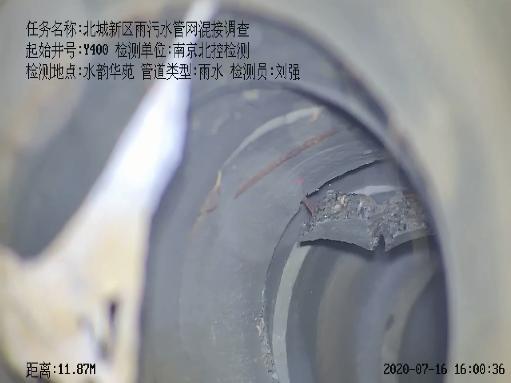 任务名称:北城新区雨污水管网混接调查
起始井号:Y400 检测单位:南京北控检测
检测地点:水韵华苑 管道类型:雨水 检测员:刘强
距离:11.87M
2020-07-16 16:00:36